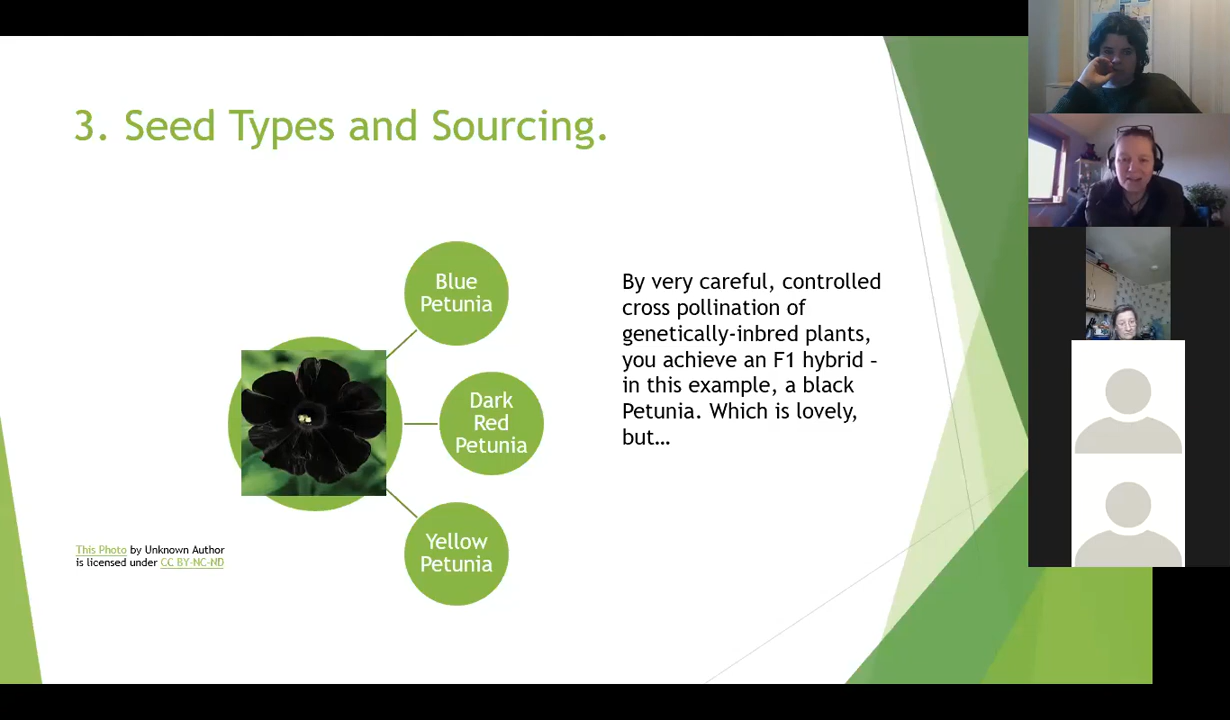 3. Seed Types and Sourcing.
Blue
Petunia
Dark
Red
Petunia
Yellow
Petunia
By very careful, controlled
cross pollination of
genetically-inbred plants,
you achieve an F1 hybrid –
in this example, a black
Petunia. Which is lovely,
but…
This Photo by Unknown Author
is licensed under CC BY-NC-ND